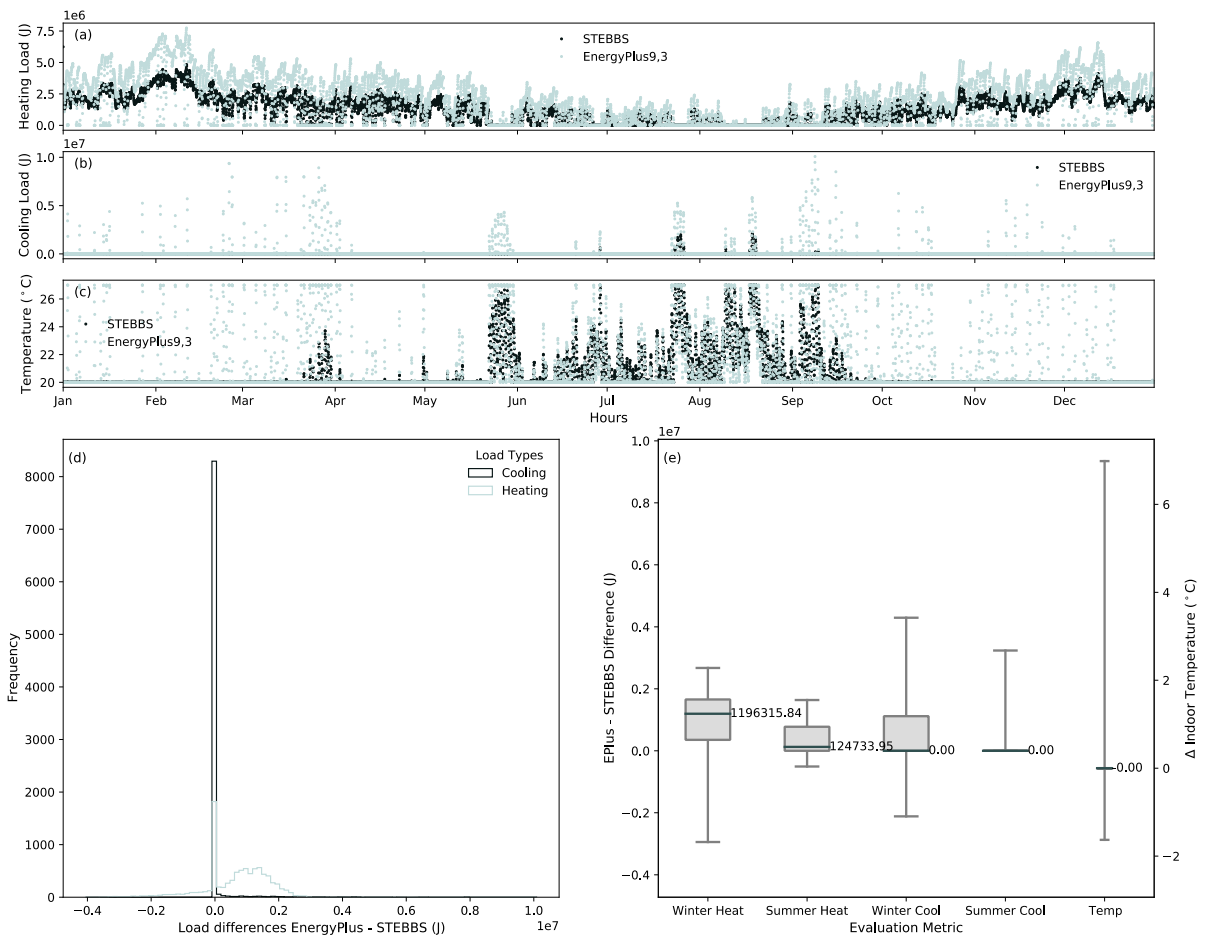 1e6
(a)
STEBBS
EnergyPlus9,3
Heating Load (J)
7.5
5.0
2.5
0.0
1e7
(b)
STEBBS
EnergyPlus9,3
Cooling Load (J)
1.0
0.5
0.0
(c)
STEBBS
EnergyPlus9,3
Temperature (°C)
26
24
22
20
Jan Feb Mar Apr May Jun Jul Aug Sep Oct Nov Dec
Hours
(d)
Load Types
Cooling
Heating
Frequency
8000
7000
6000
5000
4000
3000
2000
1000
0
−0.4 −0.2 0.0 0.2 0.4 0.6 0.8 1.0
1e7
Load differences EnergyPlus - STEBBS (J)
1e7
(e)
EPlus - STEBBS Difference (J)
1.0
0.8
0.6
0.4
0.2
0.0
−0.2
−0.4
1196315.84
124733.95
0.00
0.00
−0.00
6
4
2
0
−2
Δ Indoor Temperature (°C)
Winter Heat Summer Heat Winter Cool Summer Cool Temp
Evaluation Metric